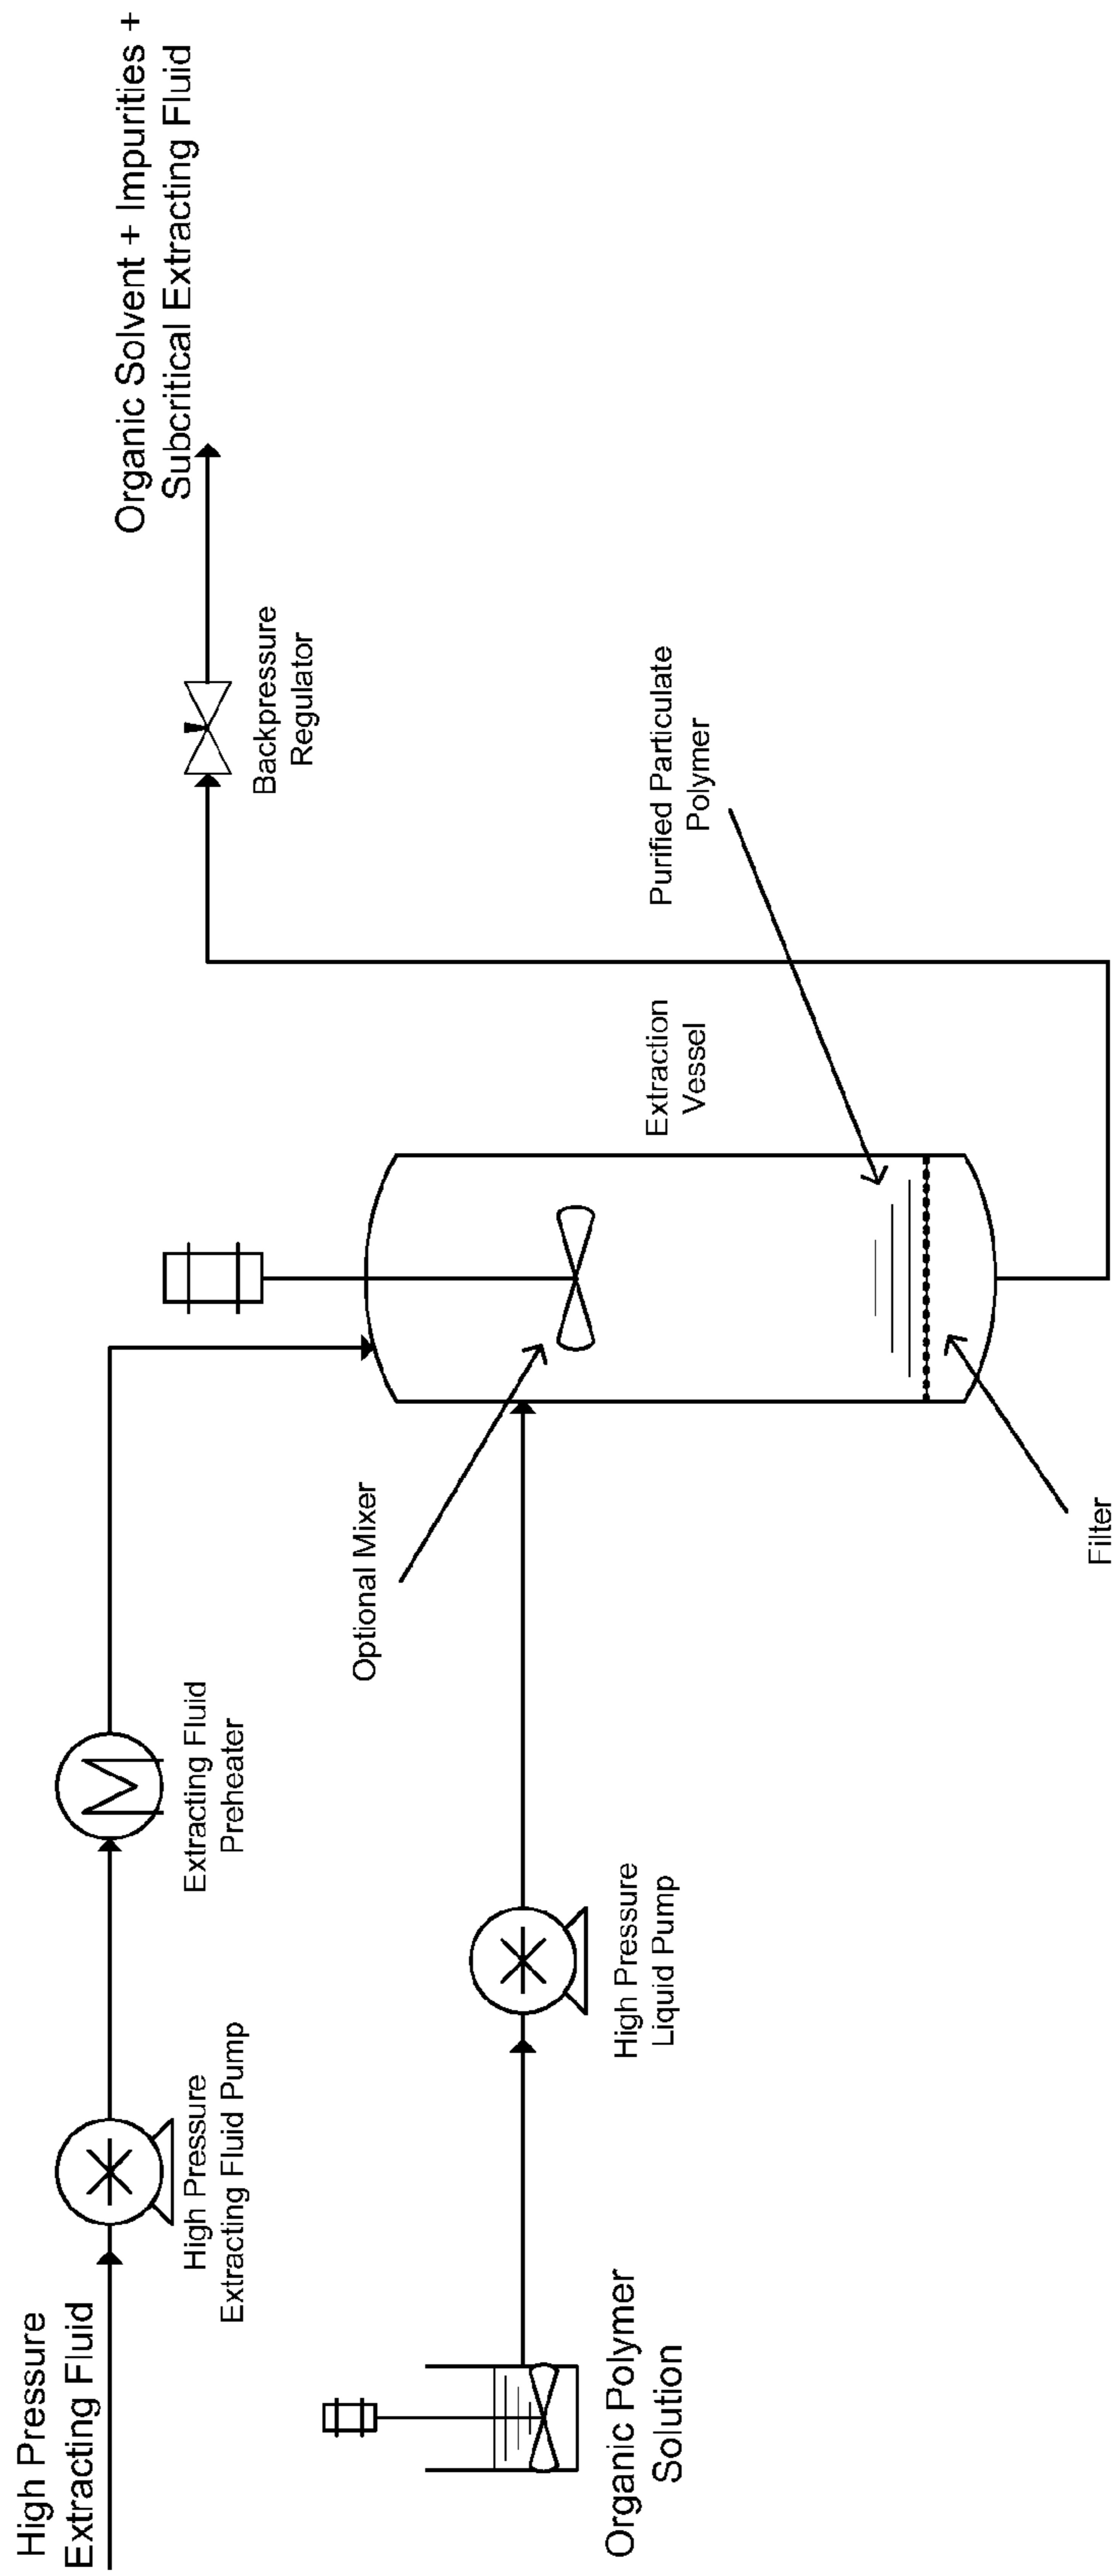 High Pressure
Extracting Fluid
High Pressure
Extracting Fluid Pump
Extracting Fluid
Preheater
Organic Solvent + Impurities +
Subcritical Extracting Fluid
Backpressure
Regulator
Optional Mixer
Organic Polymer
Solution
High Pressure
Liquid Pump
Extraction
Vessel
Purified Particulate
Polymer
Filter